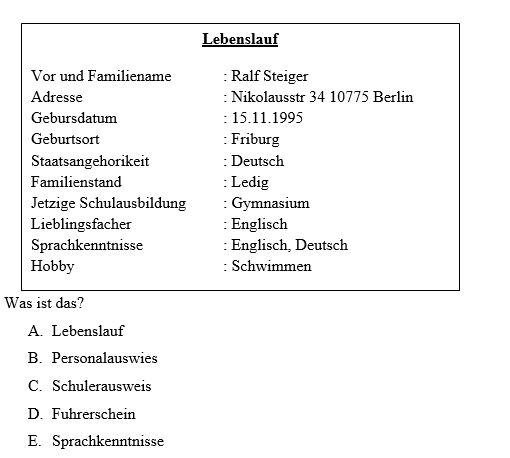 Lebenslauf
Vor und Familiename : Ralf Steiger
Adresse : Nikolausstr 34 10775 Berlin
Gebursdatum : 15.11.1995
Geburtsort : Friburg
Staatsangehorikeit : Deutsch
Familienstand : Ledig
Jetzige Schulausbildung : Gymnasium
Lieblingsfacher : Englisch
Sprachkenntnisse : Englisch, Deutsch
Hobby : Schwimmen
Was ist das?
A. Lebenslauf
B. Personalauswies
C. Schulerausweis
D. Fuhrerschein
E. Sprachkenntnisse